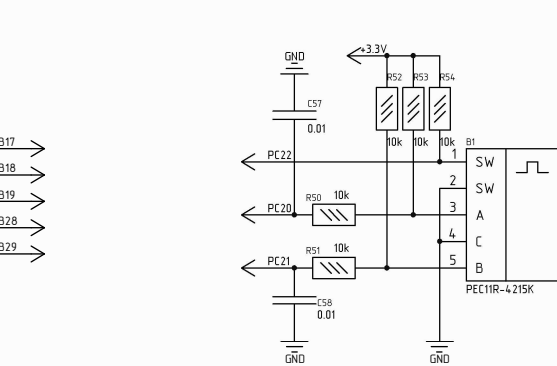 GND
+3.3V
R52
R53
R54
C57
0.01
10k
10k
10k
B1
B17
PC22
1
SW
B18
2
SW
B19
PC20
R50
10k
3
A
B28
4
C
B29
PC21
R51
10k
5
B
PEC11R-4215K
C58
0.01
GND
GND